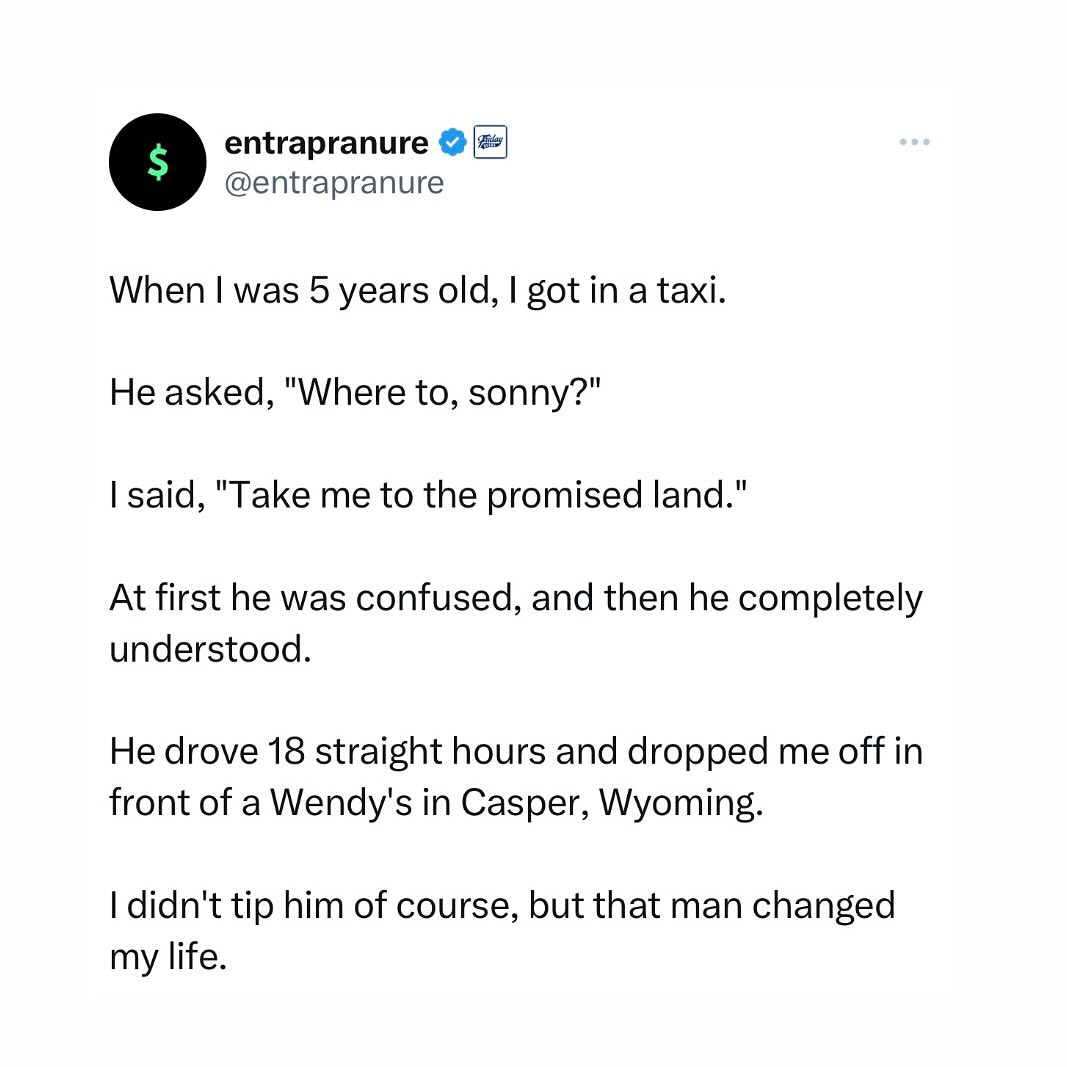 $
entrapranure
Friday
@entrapranure
When I was 5 years old, I got in a taxi.
He asked, "Where to, sonny?"
I said, "Take me to the promised land."
At first he was confused, and then he completely
understood.
He drove 18 straight hours and dropped me off in
front of a Wendy's in Casper, Wyoming.
I didn't tip him of course, but that man changed
my life.